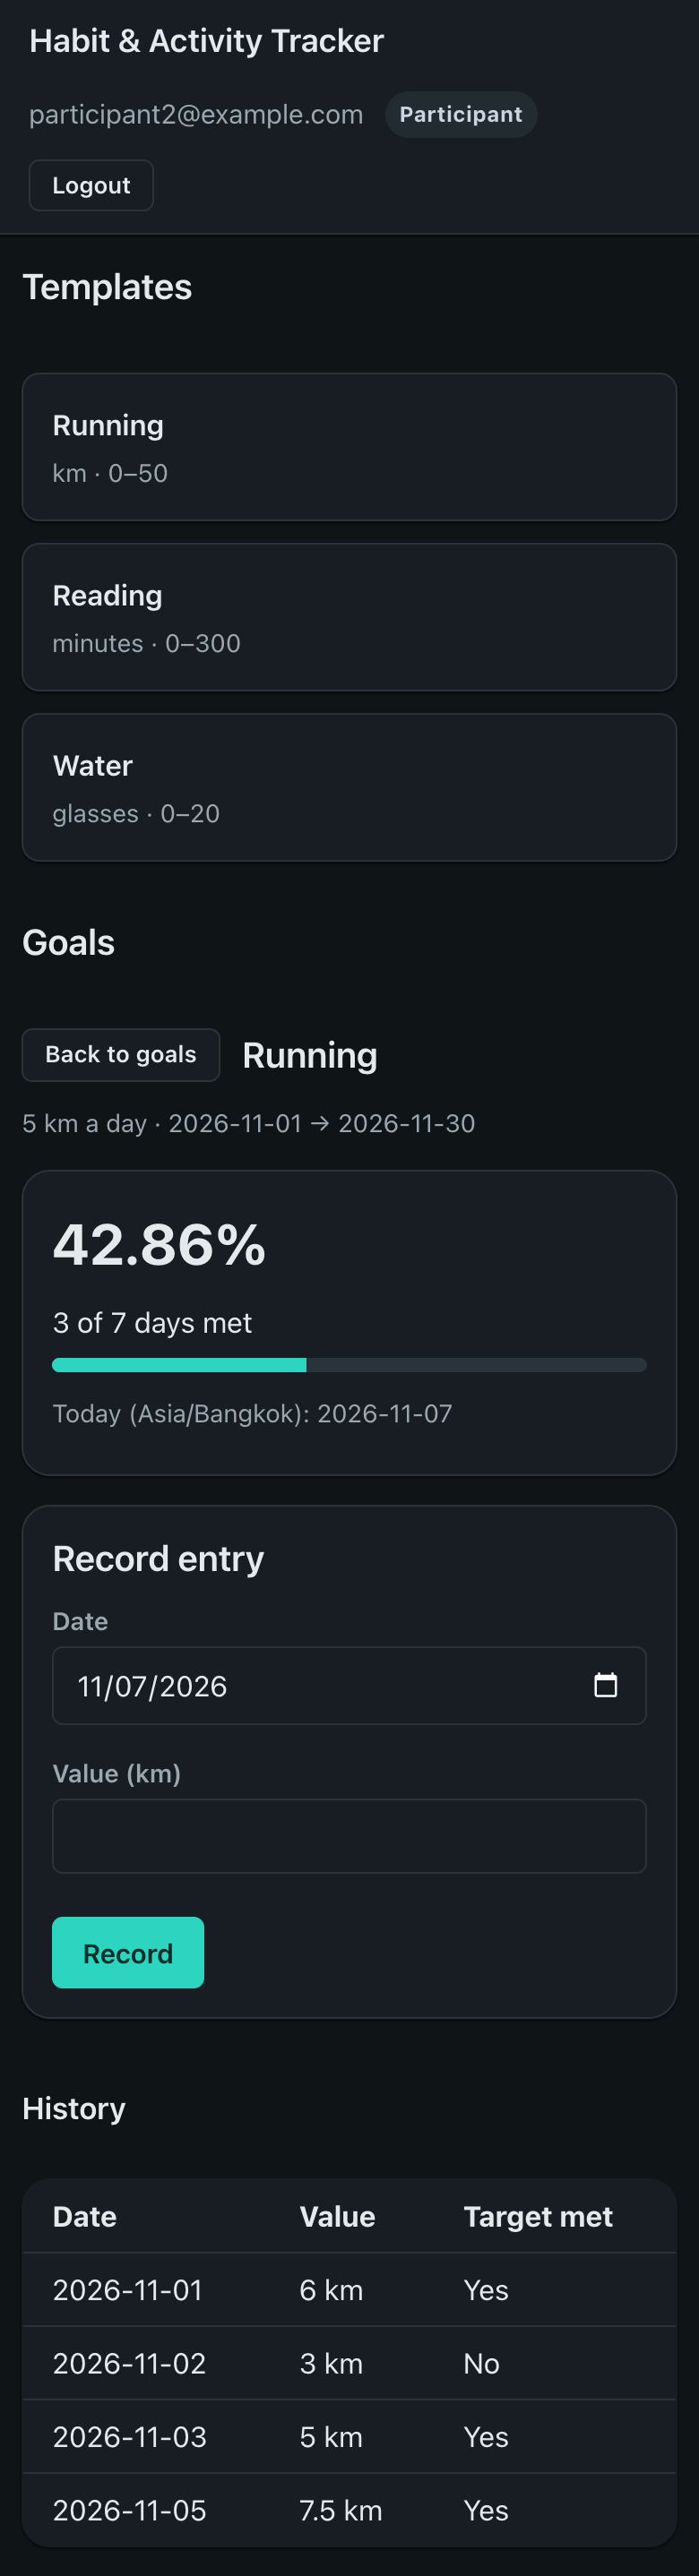 Habit & Activity Tracker
participant2@example.com Participant
Logout
Templates
Running
km · 0–50
Reading
minutes · 0–300
Water
glasses · 0–20
Goals
Back to goals Running
5 km a day · 2026-11-01 → 2026-11-30
42.86%
3 of 7 days met
Today (Asia/Bangkok): 2026-11-07
Record entry
Date
11/07/2026
Value (km)
Record
History
Date Value Target met
2026-11-01 6 km Yes
2026-11-02 3 km No
2026-11-03 5 km Yes
2026-11-05 7.5 km Yes